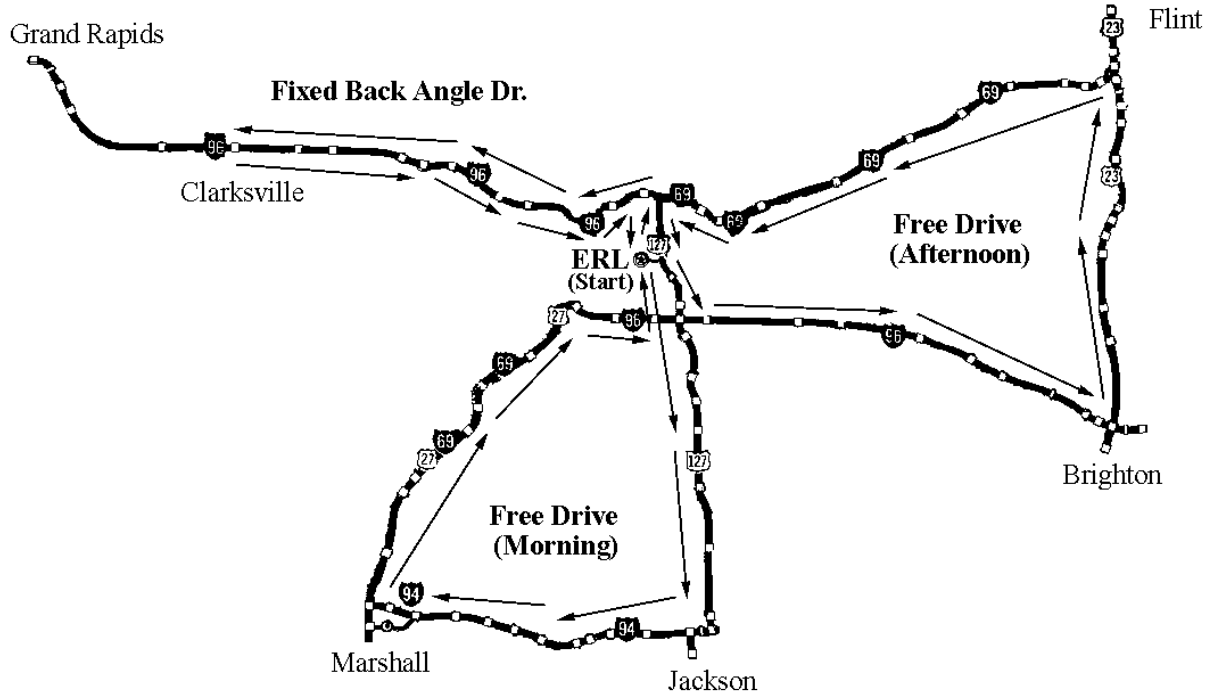 Flint
Grand Rapids
23
Fixed Back Angle Dr.
69
96
69
Clarksville
96
69
23
96
69
Free Drive
(Afternoon)
127
ERL
(Start)
27
96
96
69
69
27
127
Brighton
Free Drive
(Morning)
94
94
Marshall
Jackson